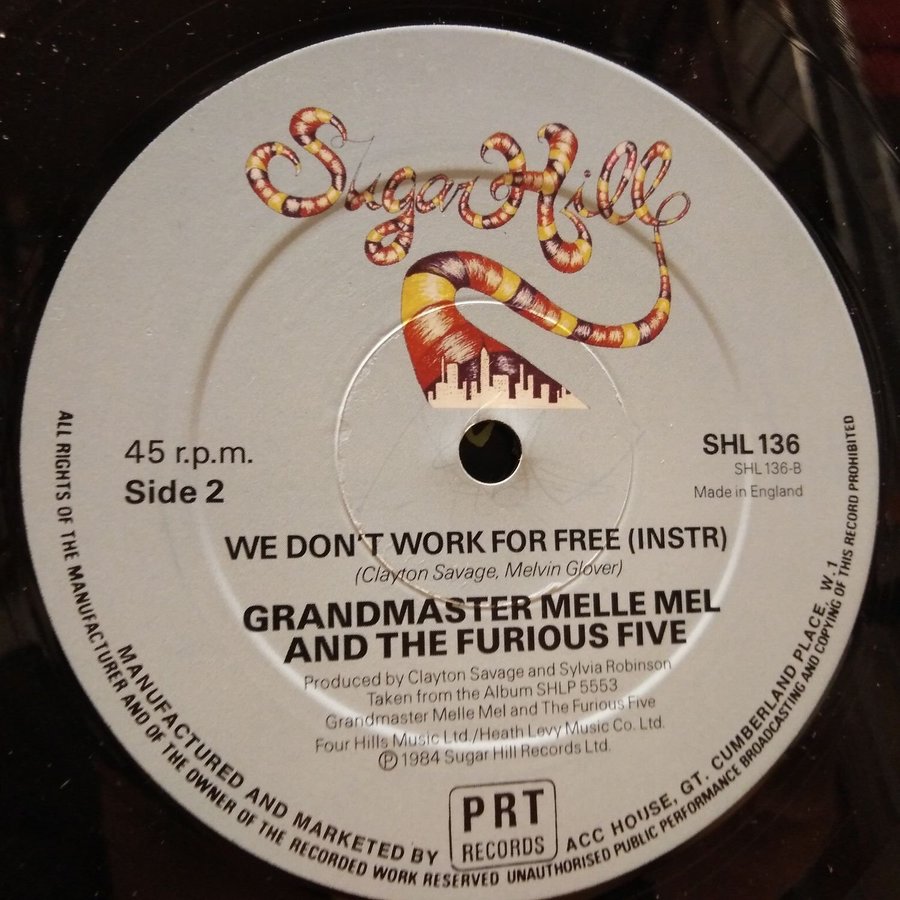 Sugar Hill
45 r.p.m.
Side 2
SHL 136
SHL 136-B
Made in England
WE DON'T WORK FOR FREE (INSTR)
(Clayton Savage, Melvin Glover)
GRANDMASTER MELLE MEL
AND THE FURIOUS FIVE
Produced by Clayton Savage and Sylvia Robinson
Taken from the Album SHLP 5553
Grandmaster Melle Mel and The Furious Five
Four Hills Music Ltd./Heath Levy Music Co. Ltd.
℗ 1984 Sugar Hill Records Ltd.
MANUFACTURED AND MARKETED BY
PRT
RECORDS
ACC HOUSE, GT. CUMBERLAND PLACE, W.1
ALL RIGHTS OF THE MANUFACTURER AND OF THE OWNER OF THE RECORDED WORK RESERVED UNAUTHORISED PUBLIC PERFORMANCE BROADCASTING AND COPYING OF THIS RECORD PROHIBITED